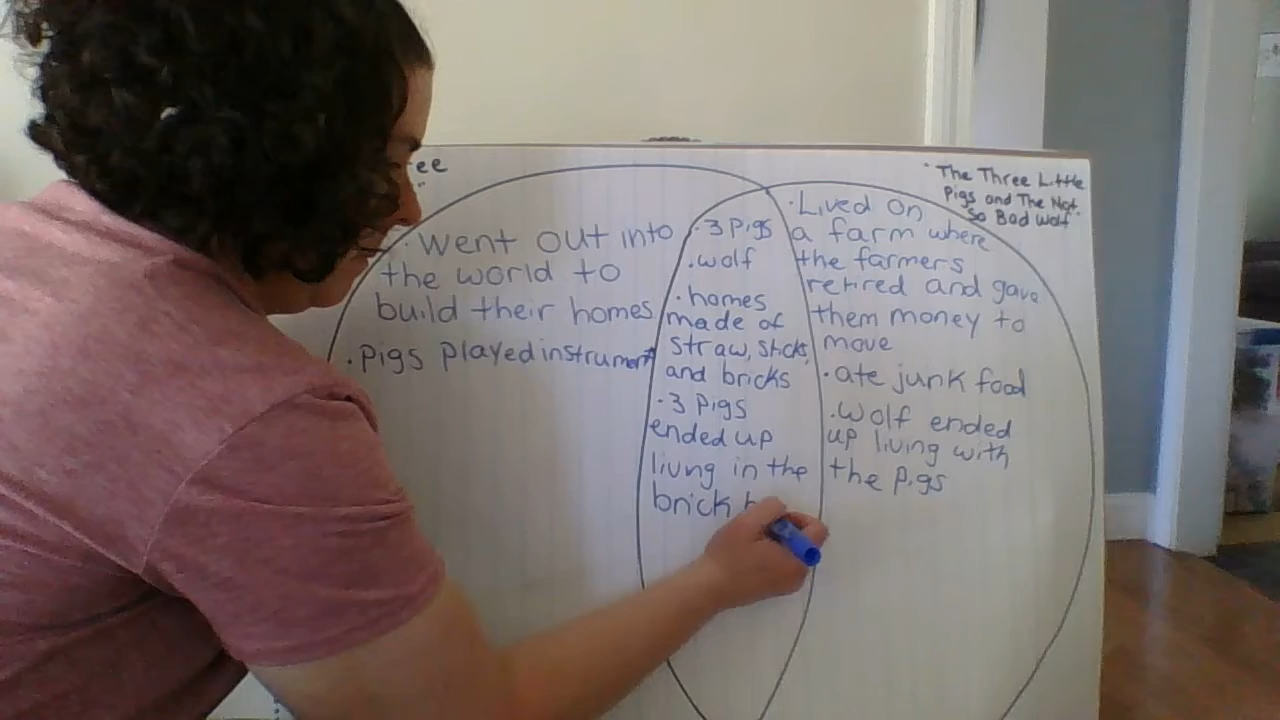 ee
The Three Little
Pigs and The Not
So Bad Wolf
· Went out into
the world to
build their homes
· Pigs played instrument
· 3 Pigs
· wolf
· homes
made of
straw, sticks,
and bricks
· 3 Pigs
ended up
living in the
brick
· Lived on
a farm where
the farmers
retired and gave
them money to
move
· ate junk food
· Wolf ended
up living with
the pigs